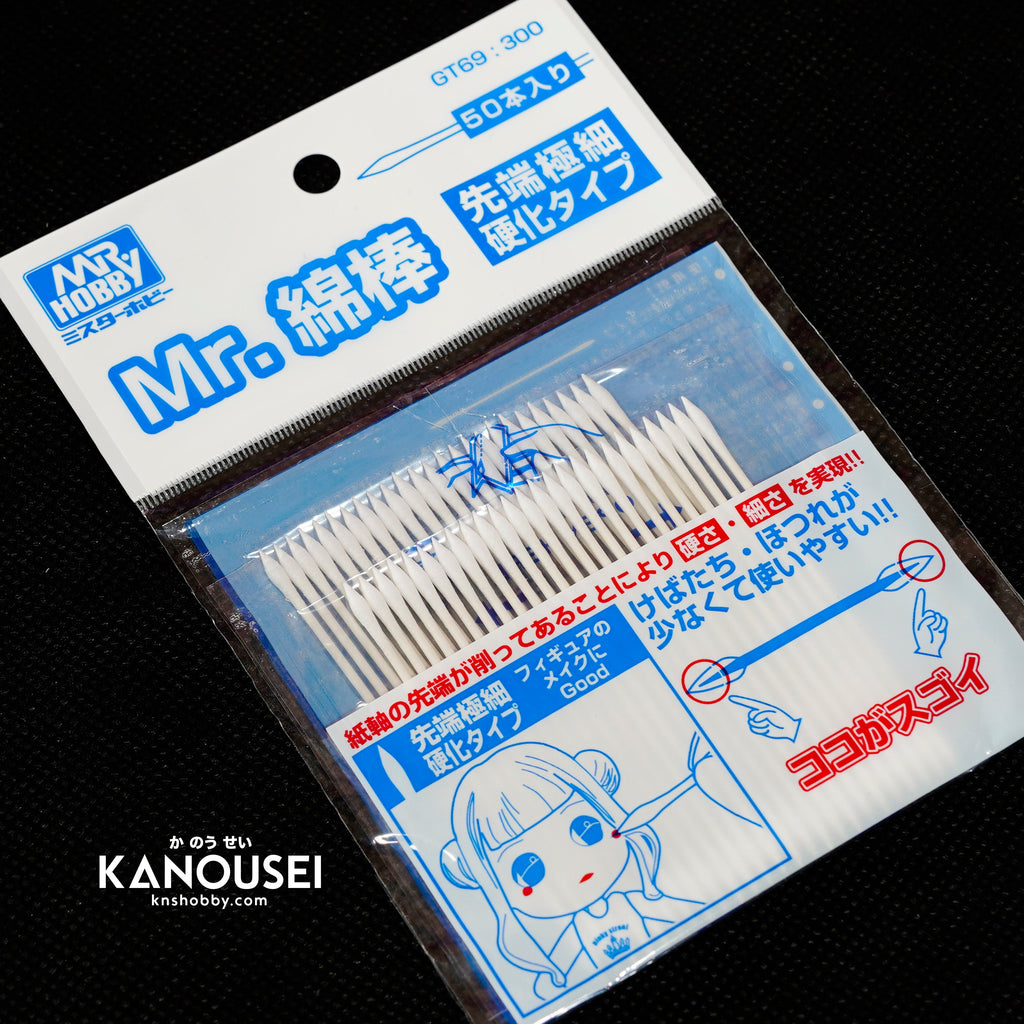 GT69:300
50本入り
先端極細
硬化タイプ
MR
HOBBY
ミスターホビー
Mr.綿棒
紙軸の先端が削ってあることにより硬さ・細さを実現!!
けばたち・ほつれが
少なくて使いやすい!!
先端極細
硬化タイプ
フィギュアの
メイクに
Good
ココがスゴイ
か のう せい
KANOUSEI
knshobby.com